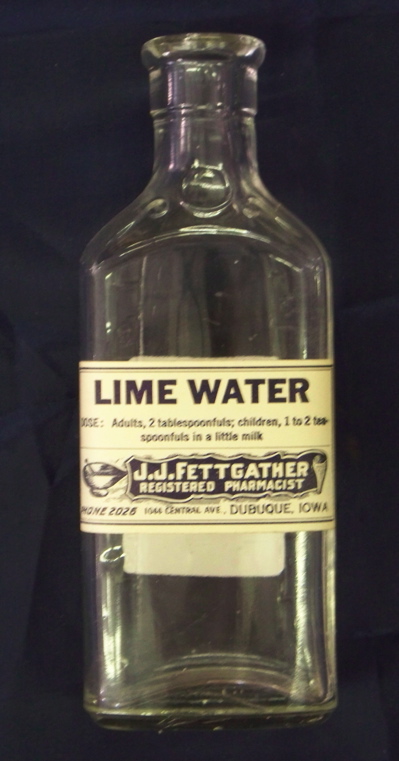 LIME WATER
DOSE: Adults, 2 tablespoonfuls; children, 1 to 2 tea-
spoonfuls in a little milk
J.J. FETTGATHER
REGISTERED PHARMACIST
PHONE 2026 1044 CENTRAL AVE., DUBUQUE, IOWA